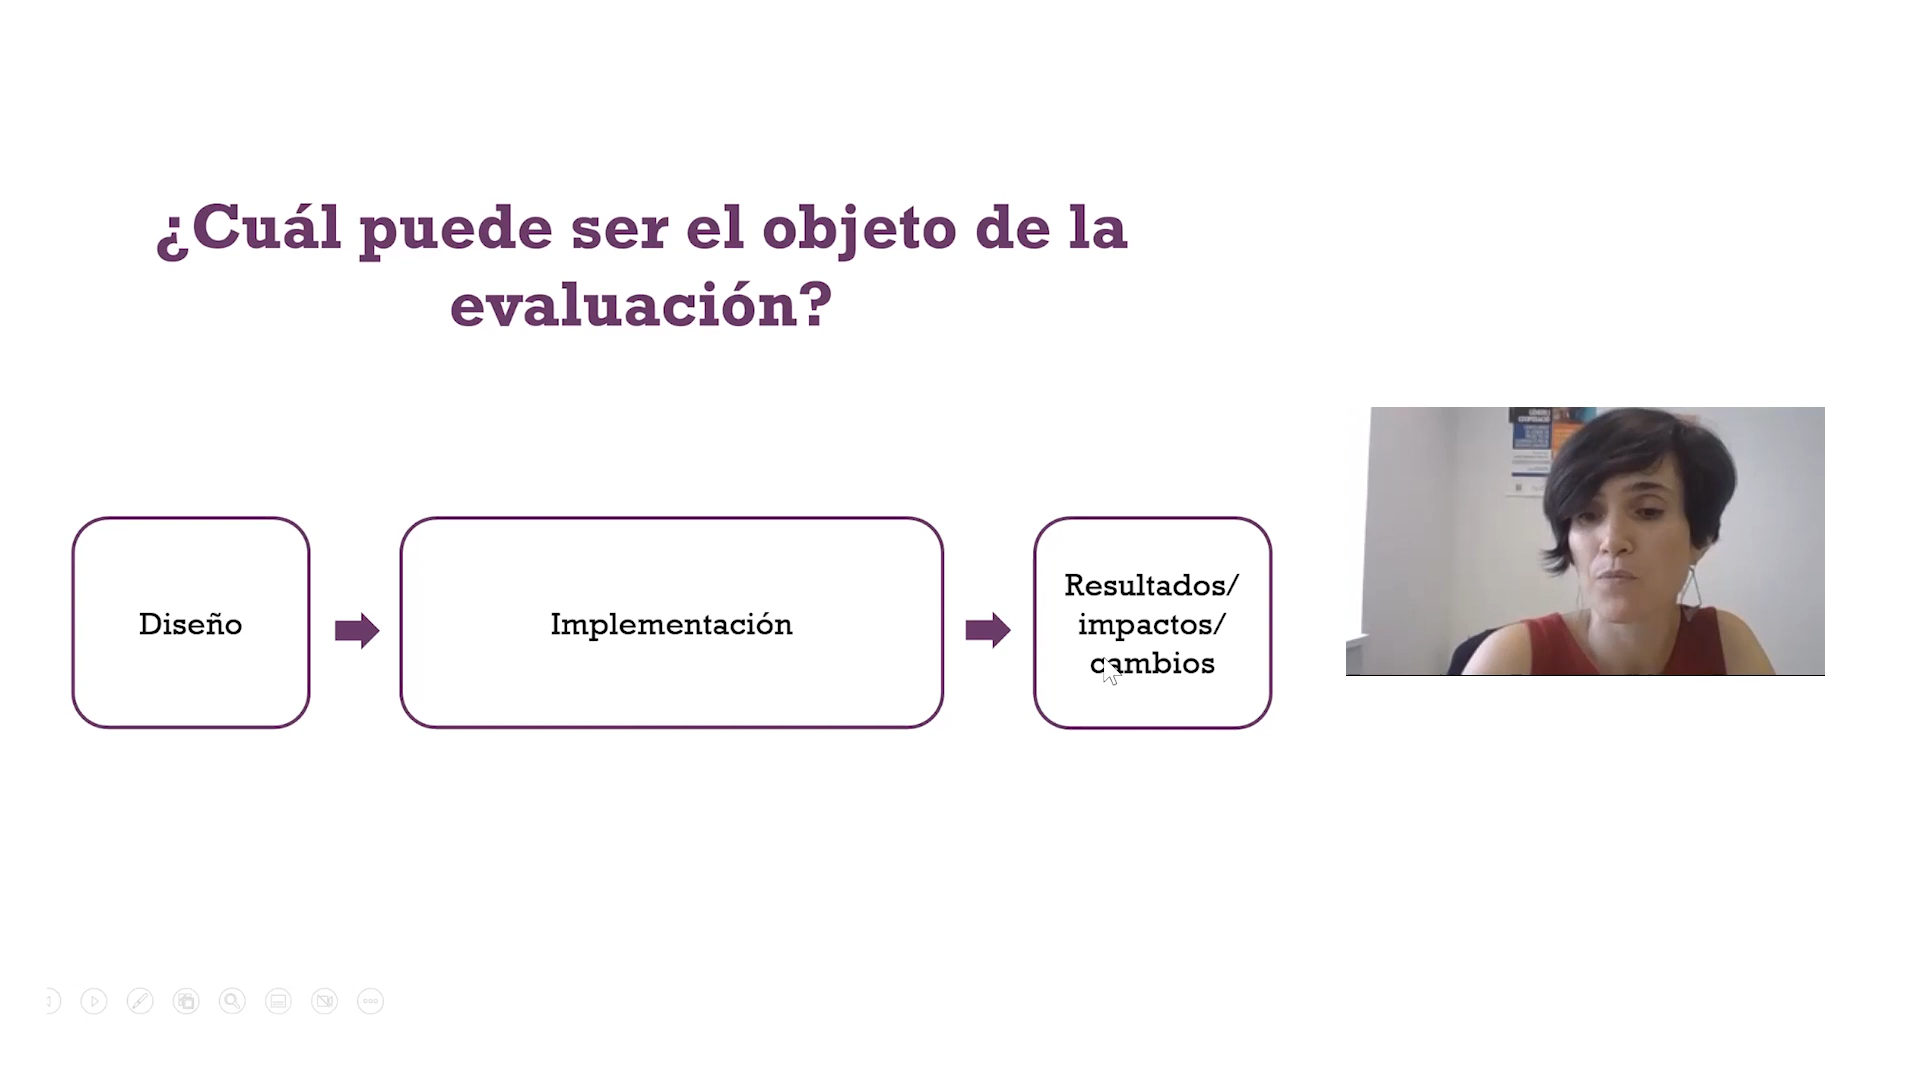 ¿Cuál puede ser el objeto de la
evaluación?
Diseño
Implementación
Resultados/
impactos/
cambios